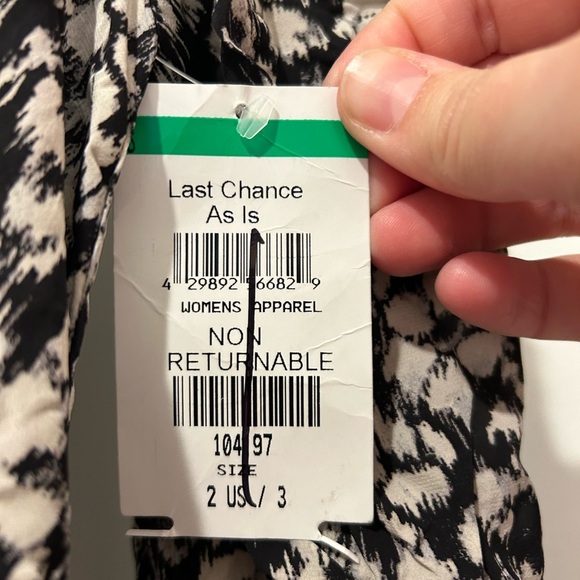 Last Chance
As Is
4 29892 56682 9
WOMENS APPAREL
NON
RETURNABLE
104.97
SIZE
2 US / 3